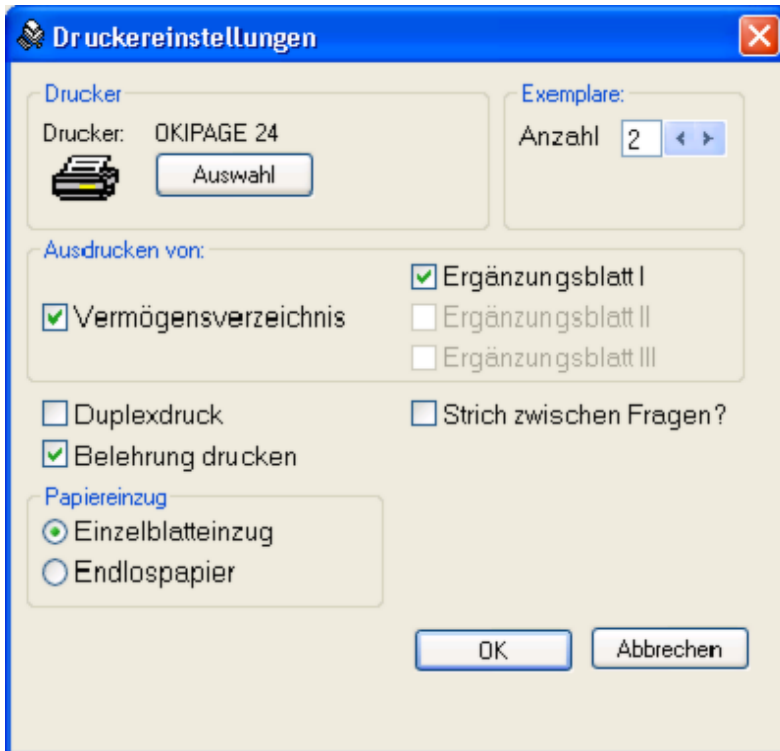 Druckereinstellungen
Drucker
Drucker: OKIPAGE 24
Auswahl
Exemplare:
Anzahl 2
Ausdrucken von:
Vermögensverzeichnis
Ergänzungsblatt I
Ergänzungsblatt II
Ergänzungsblatt III
Duplexdruck
Strich zwischen Fragen?
Belehrung drucken
Papiereinzug
Einzelblatteinzug
Endlospapier
OK
Abbrechen